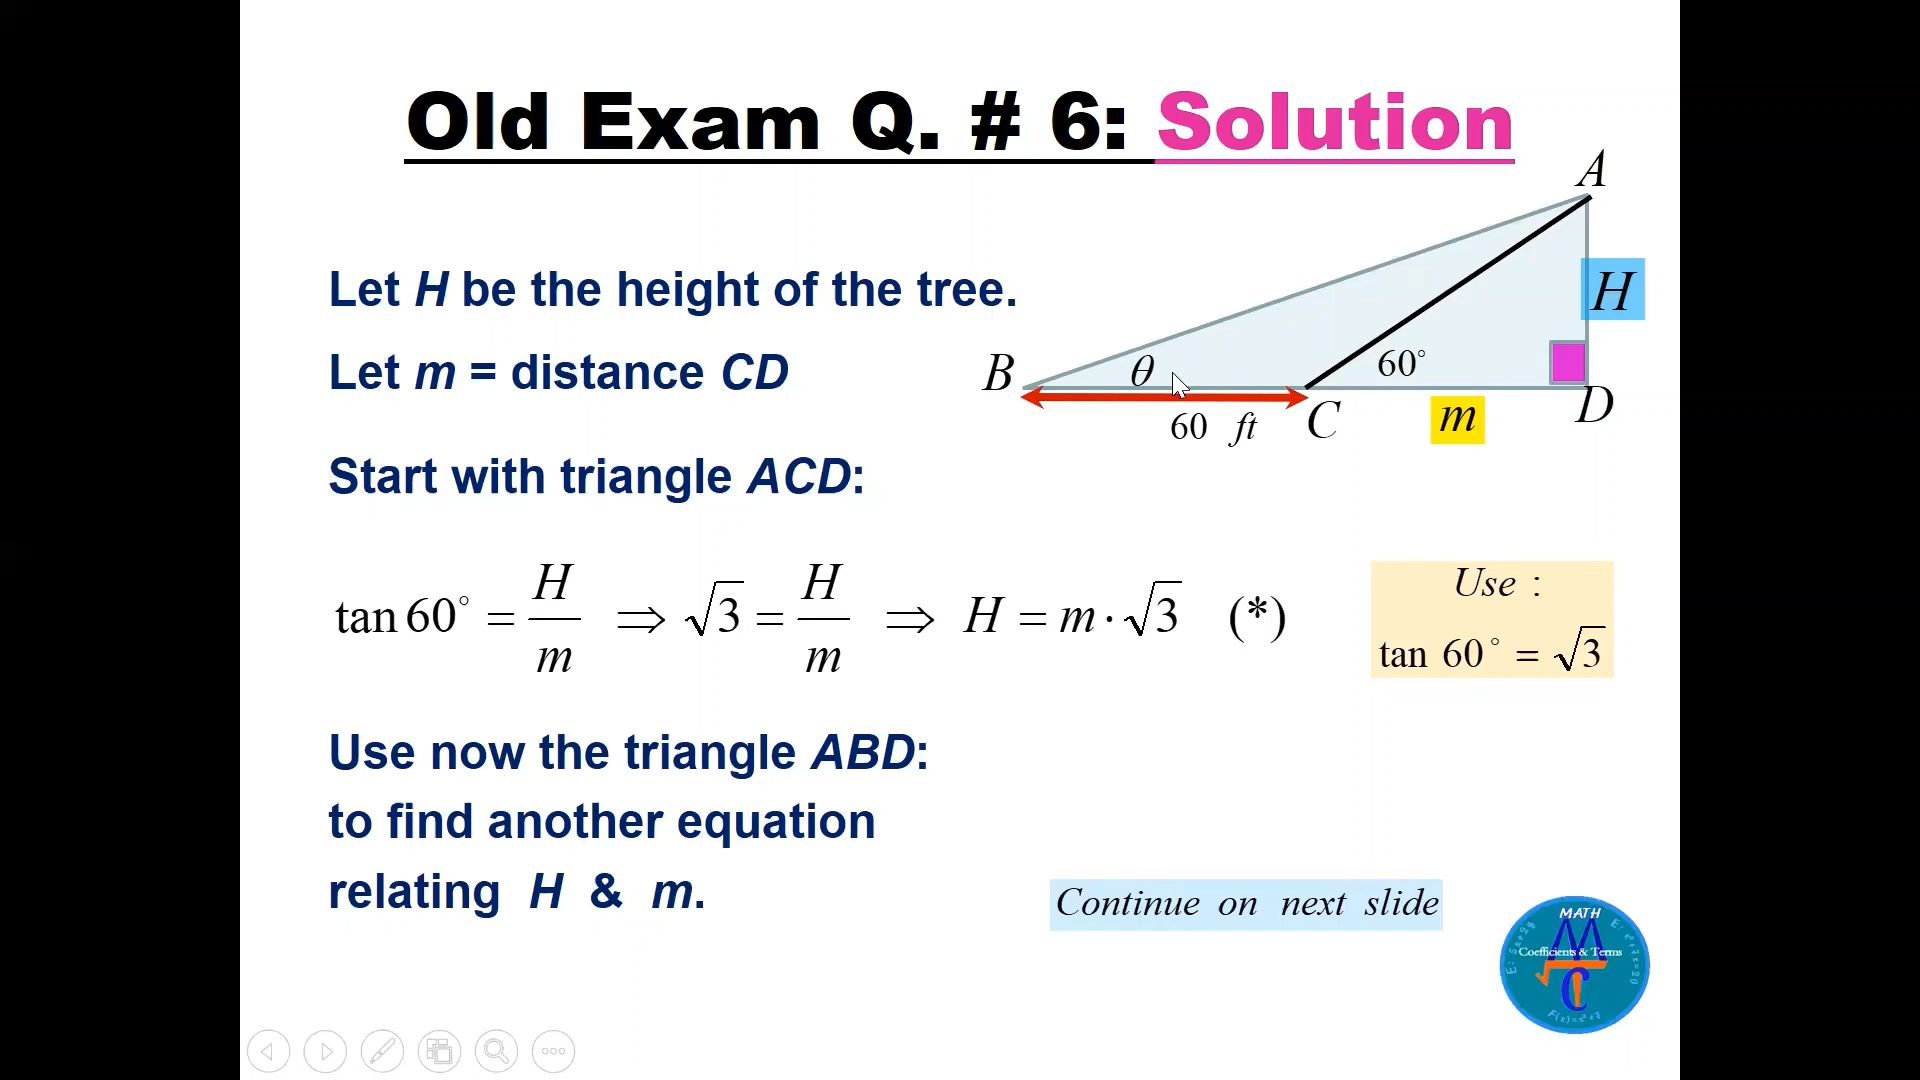 Old Exam Q. # 6: Solution
A
Let H be the height of the tree.
H
Let m = distance CD
B
θ
60°
D
60 ft
C
m
Start with triangle ACD:
tan 60° = H/m ⇒ √3 = H/m ⇒ H = m · √3 (*)
Use :
tan 60° = √3
Use now the triangle ABD:
to find another equation
relating H & m.
Continue on next slide
MATH
M
Coefficients & Terms
C